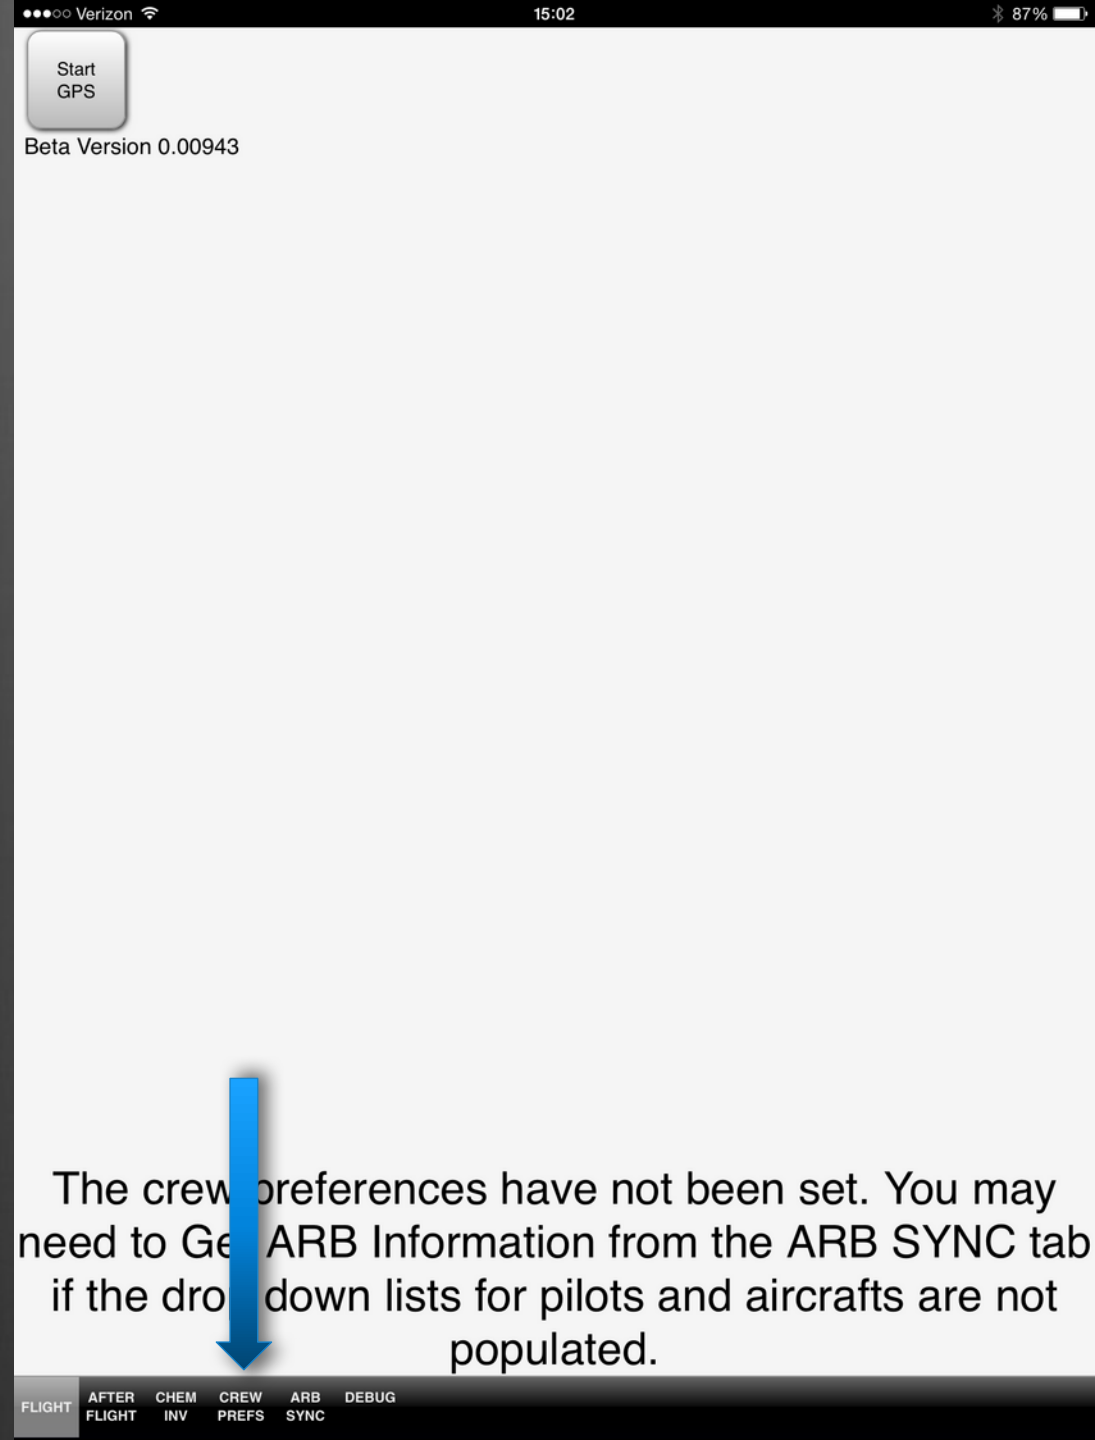 Verizon 15:02 87%
Start
GPS
Beta Version 0.00943
The crew preferences have not been set. You may
need to Ge ARB Information from the ARB SYNC tab
if the dro down lists for pilots and aircrafts are not
populated.
FLIGHT AFTER FLIGHT CHEM INV CREW PREFS ARB SYNC DEBUG